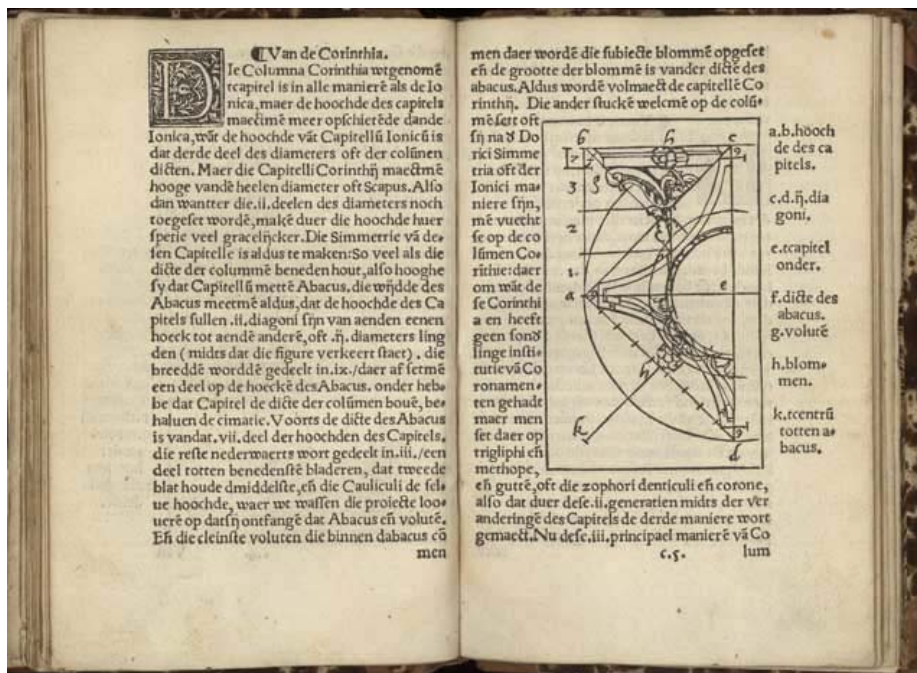 ¶Van de Corinthia.
DIe Columna Corinthia wtgenomē
tcapitel is in alle manierē als de Io
nica, maer de hoochde des capitels
maectmē meer opschietēde dande
Ionica, wāt de hoochde vāt Capitellū Ionicū is
dat derde deel des diameters oft der colūnen
dicten. Maer die Capitelli Corinthij maectmē
hooge vandē heelen diameter oft Scapus. Also
dan wantter die.ii.deelen des diameters noch
toegeset wordē, makē duer die hoochde huer
sperie veel gracelijcker. Die Simmetrie vā de-
sen Capitelle is aldus te maken: So veel als die
dicte der columme beneden hout, also hooghe
sy dat Capitellū mettē Abacus. die wijdde des
Abacus meetmē aldus, dat de hoochde des Ca
pitels sullen .ii.diagoni sijn van aenden eenen
hoeck tot aendē anderē, oft .ij.diameters ling
den ( midts dat die figure verkeert staet) . die
breeddē worddē gedeelt in.ix./daer af setmē
een deel op de hoeckē des Abacus. onder heb-
be dat Capitel de dicte der colūmen bouē, be-
haluen de cimatie. Voorts de dicte des Abacus
is vandat.vii.deel der hoochden des Capitels,
die reste nederwaerts wort gedeelt in.iii./een
deel totten benedenstē bladeren, dat tweede
blat houde dmiddelste, eñ de Cauliculi de sel-
ue hoochde, waer wt wassen die proiecte loo-
uerē op datsij ontfangē dat Abacus eñ volutē.
Eñ die cleinste voluten die binnen dabacus cō
men
men daer wordē die subiecte blommē opgeset
eñ de grootte der blommē is vander dictē des
abacus. Aldus wordē volmaect de capitellē Co
rinthij. Die ander stuckē welcmē op de colū-
mē sett oft
sij na d Do
rici Simme
tria oft der
Ionici ma-
niere sijn,
mē vuecht
se op de co
lūmen Co-
rīthie: daer
om wāt de
se Corinthi
a en heeft
geen sond
linge insti-
tutie vā Co
ronamen-
ten gehadt
maer men
set daer op
trigliphi eñ
methope,
eñ guttē, oft die zophori denticuli eñ corone,
also dat duer dese.ii.generatien midts der ver
anderingē des Capitels de derde maniere wort
gemaect. Nu dese.iii.principael manierē vā Co
c.5. lum
b h c
7 9
3 f
2
1
a e
h
k 9
d
a.b.hooch
de des ca
pitels.
c.d.ij.dia
goni.
e.tcapitel
onder.
f.dicte des
abacus.
g.volutē
h.blom-
men.
k.tcentrū
totten a-
bacus.